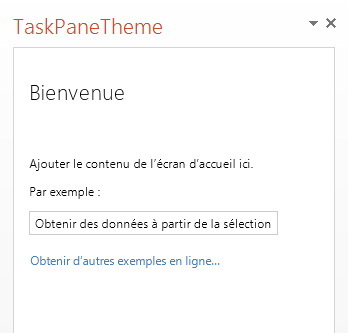 TaskPaneTheme
Bienvenue
Ajouter le contenu de l'écran d'accueil ici.
Par exemple :
Obtenir des données à partir de la sélection
Obtenir d'autres exemples en ligne...